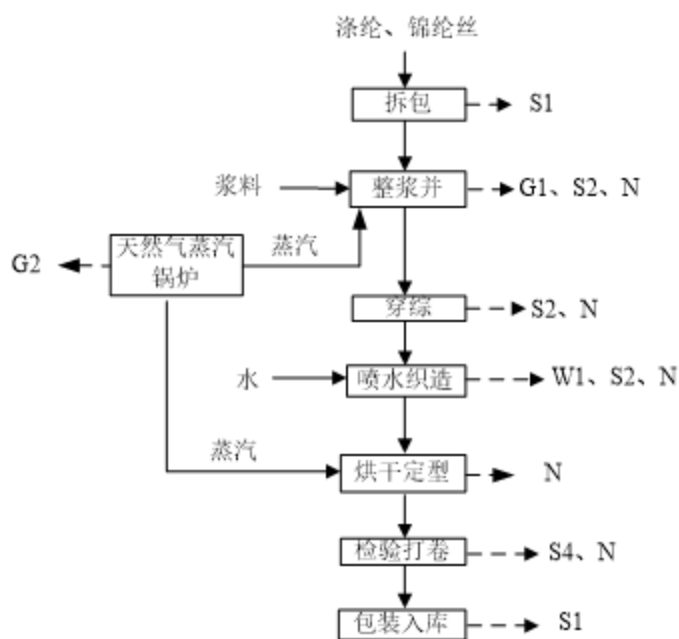 涤纶、锦纶丝
拆包
S1
浆料
整浆并
G1、S2、N
G2
天然气蒸汽
锅炉
蒸汽
穿综
S2、N
水
喷水织造
W1、S2、N
蒸汽
烘干定型
N
检验打卷
S4、N
包装入库
S1